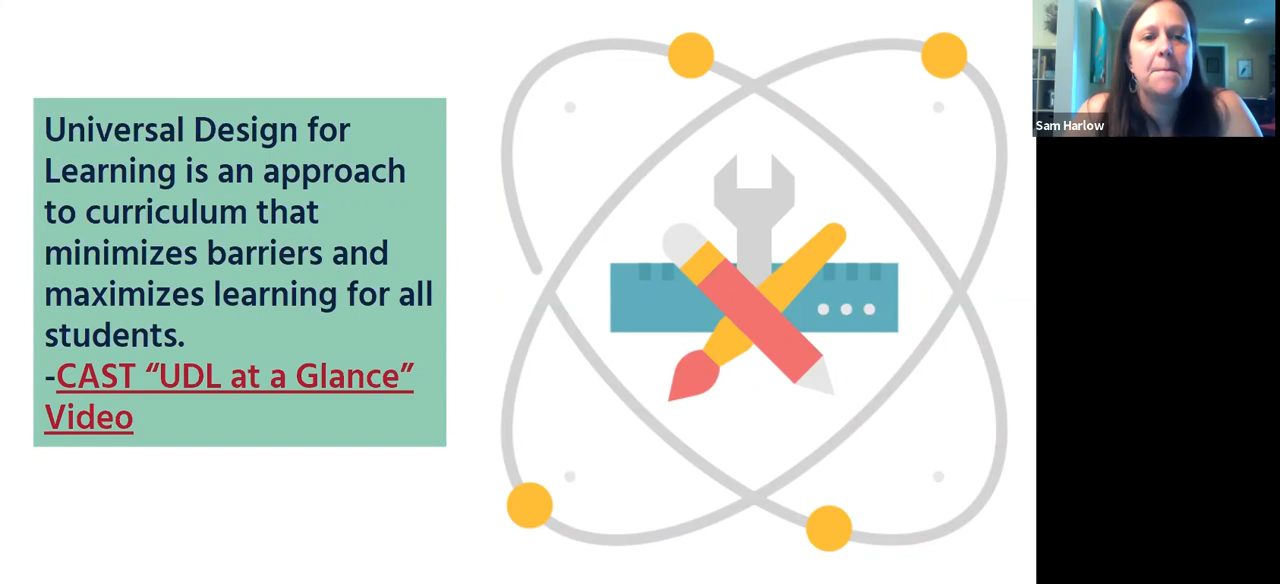 Universal Design for
Learning is an approach
to curriculum that
minimizes barriers and
maximizes learning for all
students.
-CAST “UDL at a Glance”
Video
Sam Harlow